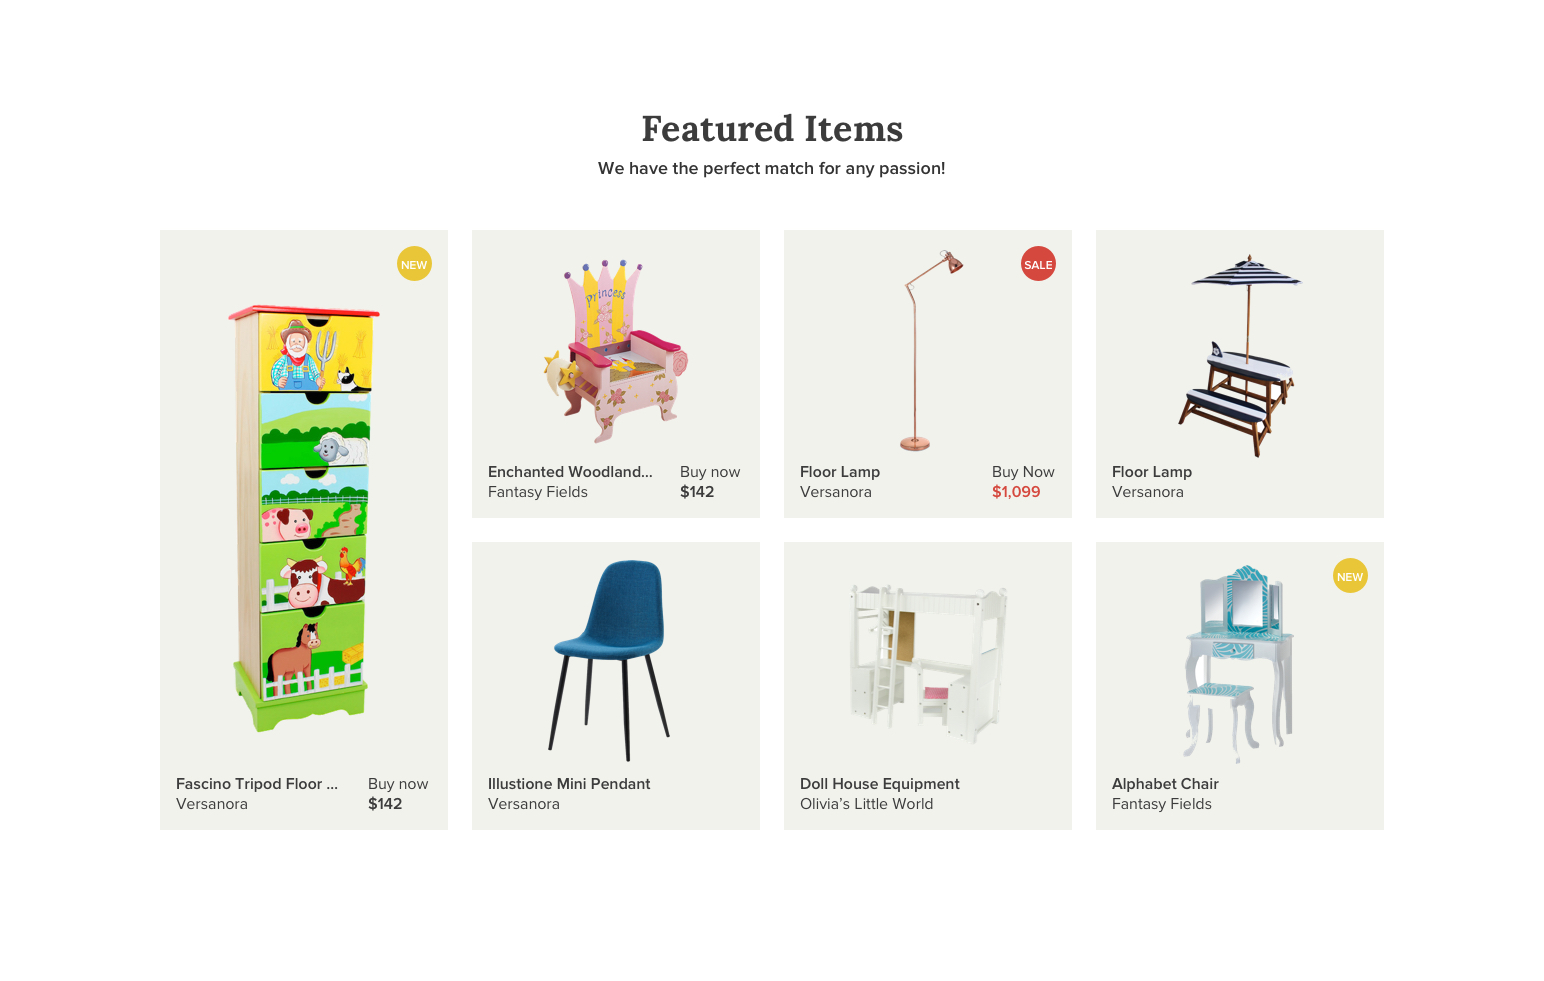 Featured Items
We have the perfect match for any passion!
NEW
Fascino Tripod Floor ...
Buy now
Versanora
$142
Princess
Enchanted Woodland...
Buy now
Fantasy Fields
$142
SALE
Floor Lamp
Buy Now
Versanora
$1,099
Floor Lamp
Versanora
Illustione Mini Pendant
Versanora
Doll House Equipment
Olivia’s Little World
NEW
Alphabet Chair
Fantasy Fields